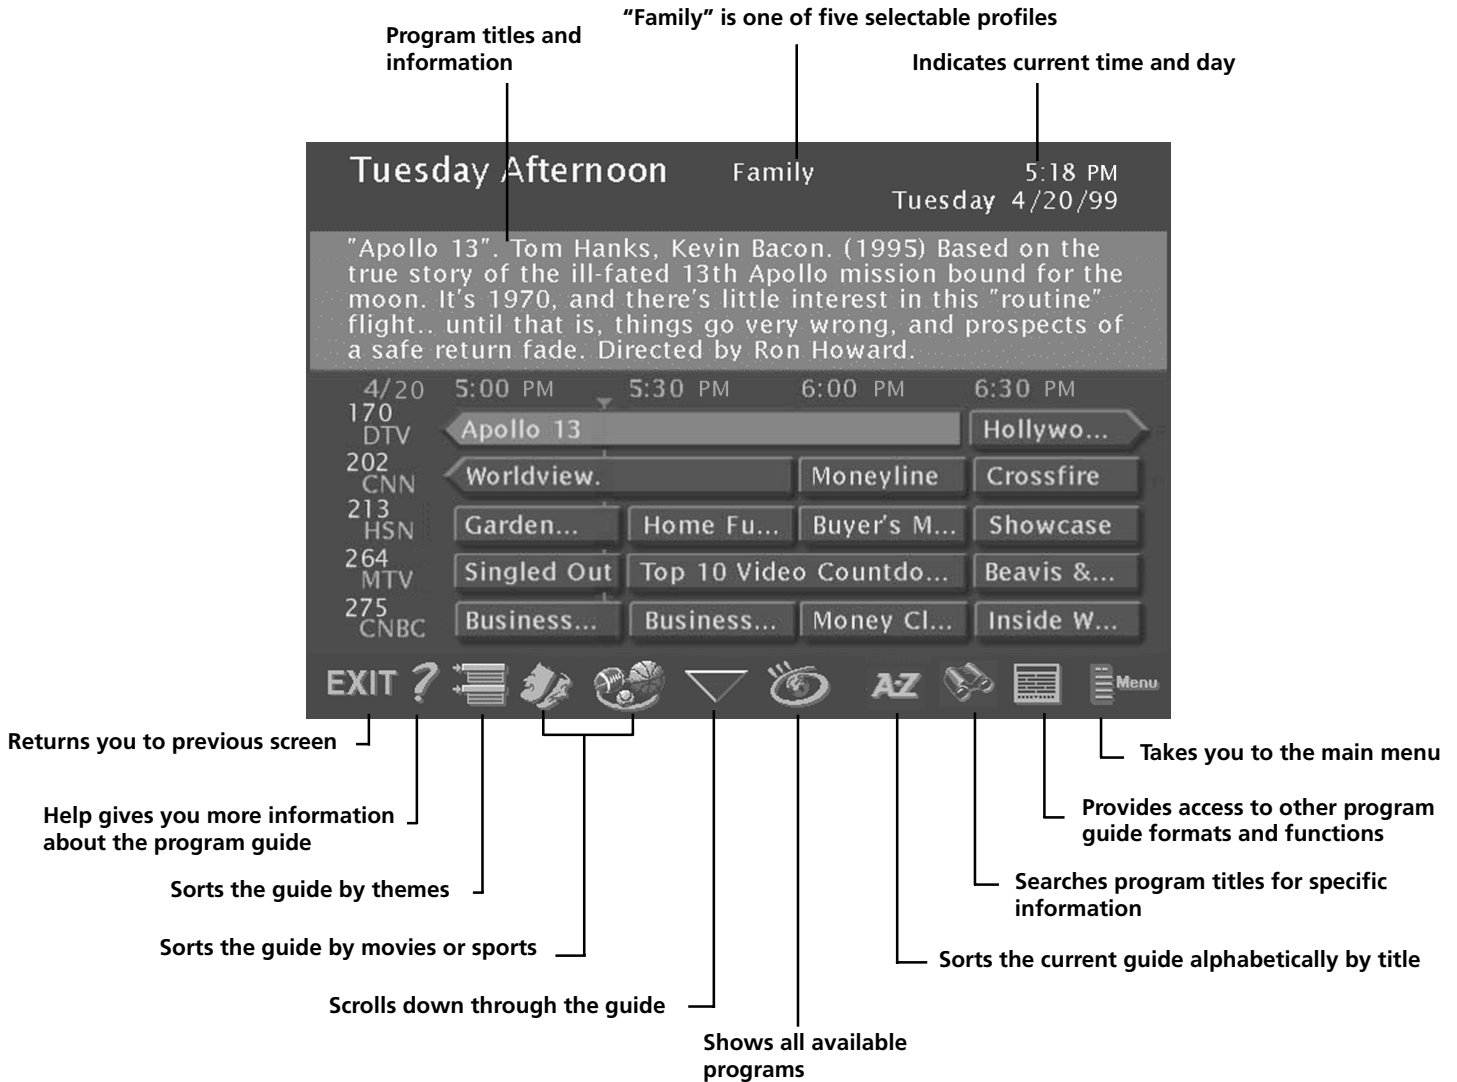 “Family” is one of five selectable profiles
Program titles and
information
Indicates current time and day
Tuesday Afternoon
Family
5:18 PM
Tuesday 4/20/99
"Apollo 13". Tom Hanks, Kevin Bacon. (1995) Based on the
true story of the ill-fated 13th Apollo mission bound for the
moon. It's 1970, and there's little interest in this "routine"
flight.. until that is, things go very wrong, and prospects of
a safe return fade. Directed by Ron Howard.
4/20 5:00 PM 5:30 PM 6:00 PM 6:30 PM
170
DTV
Apollo 13 Hollywo...
202
CNN
Worldview. Moneyline Crossfire
213
HSN
Garden... Home Fu... Buyer's M... Showcase
264
MTV
Singled Out Top 10 Video Countdo... Beavis &...
275
CNBC
Business... Business... Money Cl... Inside W...
EXIT ? A-Z Menu
Returns you to previous screen
Takes you to the main menu
Help gives you more information
about the program guide
Provides access to other program
guide formats and functions
Sorts the guide by themes
Searches program titles for specific
information
Sorts the guide by movies or sports
Sorts the current guide alphabetically by title
Scrolls down through the guide
Shows all available
programs